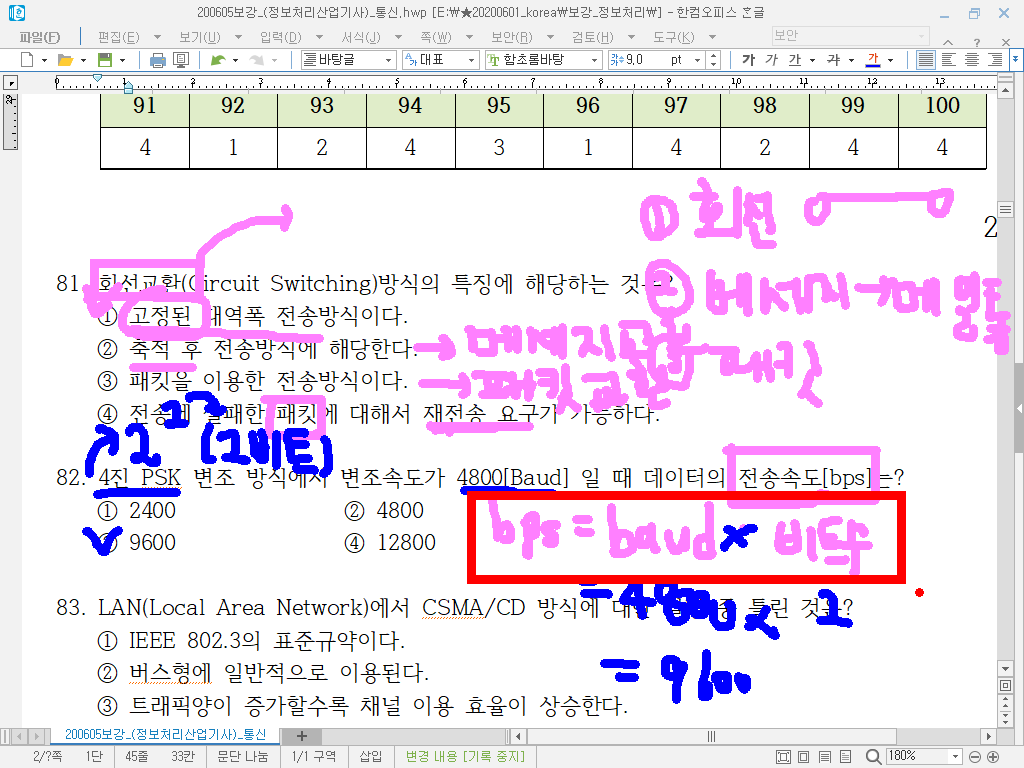 200605보강_(정보처리산업기사)_통신.hwp [E:₩★20200601_korea₩보강_정보처리₩] - 한컴오피스 한글
파일(F) 편집(E) 보기(U) 입력(D) 서식(J) 쪽(W) 보안(R) 검토(H) 도구(K) 보안
바탕글 대표 함초롬바탕 9,0 pt 가 가 가 가 가
91 92 93 94 95 96 97 98 99 100
4 1 2 4 3 1 4 2 4 4
① 회선
2
81. 회선교환(Circuit Switching)방식의 특징에 해당하는 것은?
② 메세지→메
① 고정된 대역폭 전송방식이다.
② 축적 후 전송방식에 해당한다. → 메세지교환
③ 패킷을 이용한 전송방식이다. → 패킷교환
패킷
④ 전송에 실패한 패킷에 대해서 재전송 요구가 가능하다.
2 (2비트)
82. 4진 PSK 변조 방식에서 변조속도가 4800[Baud] 일 때 데이터의 전송속도[bps]는?
① 2400 ② 4800
③ 9600 ④ 12800
bps = baud × 비트수
= 4800 × 2
83. LAN(Local Area Network)에서 CSMA/CD 방식에 대한 중 틀린 것은?
① IEEE 802.3의 표준규약이다.
② 버스형에 일반적으로 이용된다.
= 9600
③ 트래픽양이 증가할수록 채널 이용 효율이 상승한다.
200605보강_(정보처리산업기사)_통신
2/?쪽 1단 45줄 33칸 문단 나눔 1/1 구역 삽입 변경 내용 [기록 중지] 180%